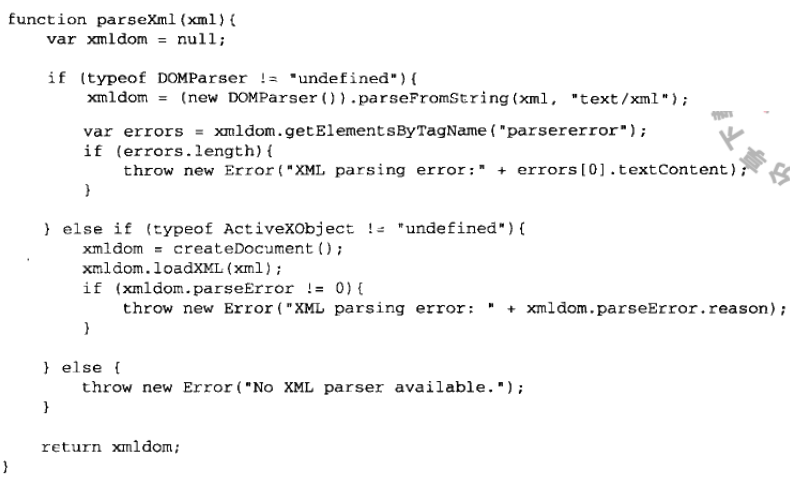 function parseXml(xml){
    var xmldom = null;

    if (typeof DOMParser != "undefined"){
        xmldom = (new DOMParser()).parseFromString(xml, "text/xml");

        var errors = xmldom.getElementsByTagName("parsererror");
        if (errors.length){
            throw new Error("XML parsing error:" + errors[0].textContent);
        }

    } else if (typeof ActiveXObject != "undefined"){
        xmldom = createDocument();
        xmldom.loadXML(xml);
        if (xmldom.parseError != 0){
            throw new Error("XML parsing error: " + xmldom.parseError.reason);
        }

    } else {
        throw new Error("No XML parser available.");
    }

    return xmldom;
}